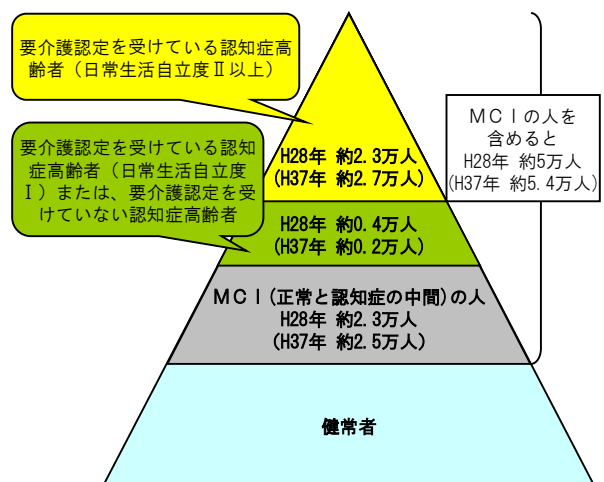 要介護認定を受けている認知症高
齢者（日常生活自立度Ⅱ以上）
要介護認定を受けている認知
症高齢者（日常生活自立度
Ⅰ）または、要介護認定を受
けていない認知症高齢者
H28年 約2.3万人
(H37年 約2.7万人)
ＭＣＩの人を
含めると
H28年 約5万人
(H37年 約5.4万人)
H28年 約0.4万人
(H37年 約0.2万人)
ＭＣＩ(正常と認知症の中間)の人
H28年 約2.3万人
(H37年 約2.5万人)
健常者